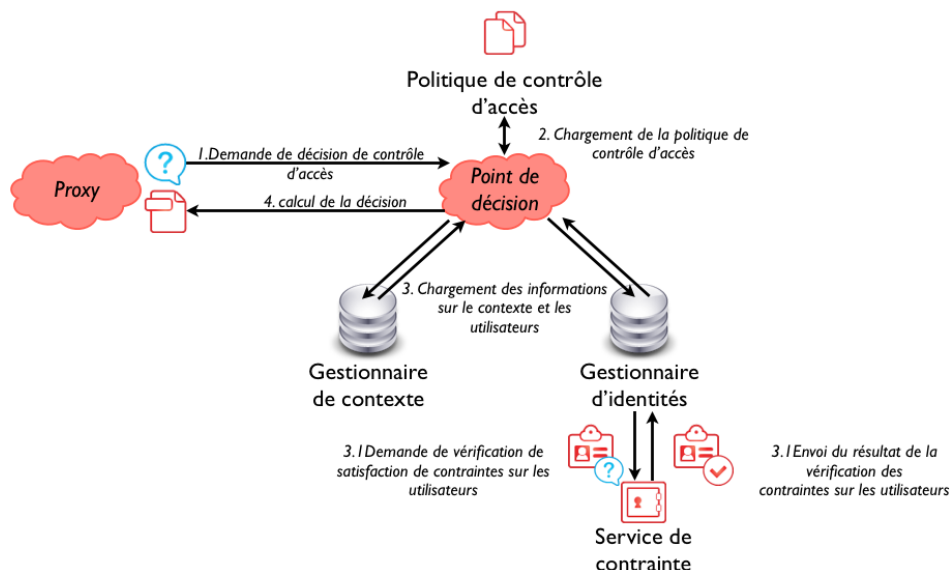 Politique de contrôle
d'accès
2. Chargement de la politique de
contrôle d'accès
1.Demande de décision de contrôle
d'accès
Proxy
Point de
décision
4. calcul de la décision
3. Chargement des informations
sur le contexte et les
utilisateurs
Gestionnaire
de contexte
Gestionnaire
d'identités
3.1Demande de vérification de
satisfaction de contraintes sur les
utilisateurs
?
?
3.1Envoi du résultat de la
vérification des
contraintes sur les utilisateurs
Service de
contrainte